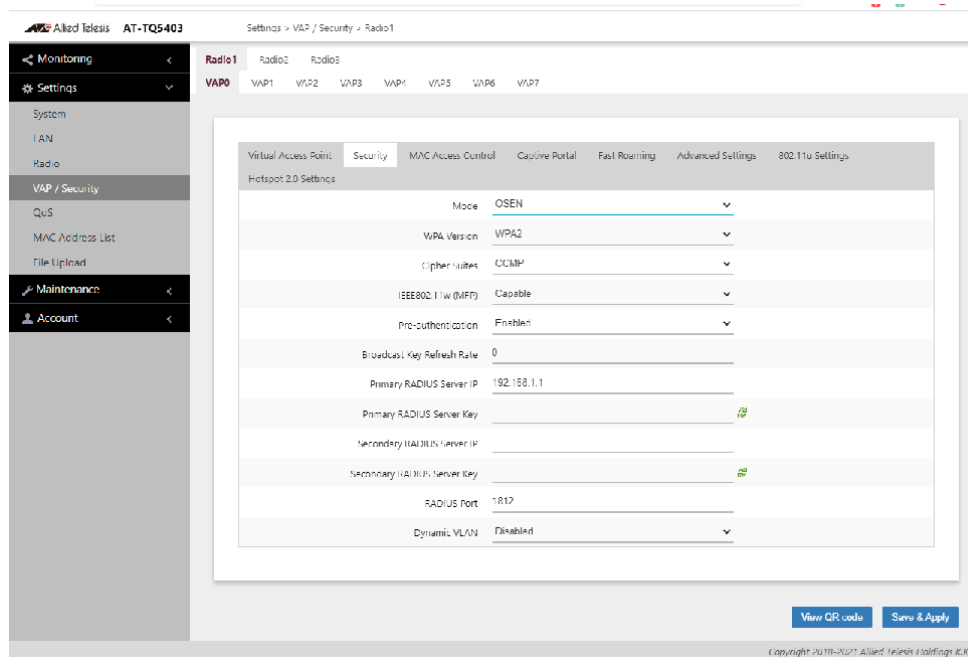 Allied Telesis AT-TQ5403
Settings > VAP / Security > Radio1
Monitoring
Settings
System
LAN
Radio
VAP / Security
QoS
MAC Address List
File Upload
Maintenance
Account
Radio1 Radio2 Radio3
VAP0 VAP1 VAP2 VAP3 VAP4 VAP5 VAP6 VAP7
Virtual Access Point Security MAC Access Control Captive Portal Fast Roaming Advanced Settings 802.11u Settings
Hotspot 2.0 Settings
Mode OSEN
WPA Version WPA2
Cipher Suites CCMP
IEEE802.11w (MFP) Capable
Pre-authentication Enabled
Broadcast Key Refresh Rate 0
Primary RADIUS Server IP 192.168.1.1
Primary RADIUS Server Key
Secondary RADIUS Server IP
Secondary RADIUS Server Key
RADIUS Port 1812
Dynamic VLAN Disabled
View QR code Save & Apply
Copyright 2018-2021 Allied Telesis Holdings K.K